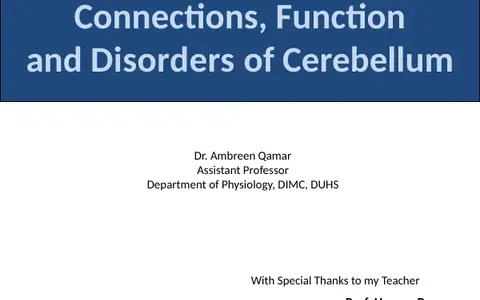 Connections, Function
and Disorders of Cerebellum
Dr. Ambreen Qamar
Assistant Professor
Department of Physiology, DIMC, DUHS
With Special Thanks to my Teacher